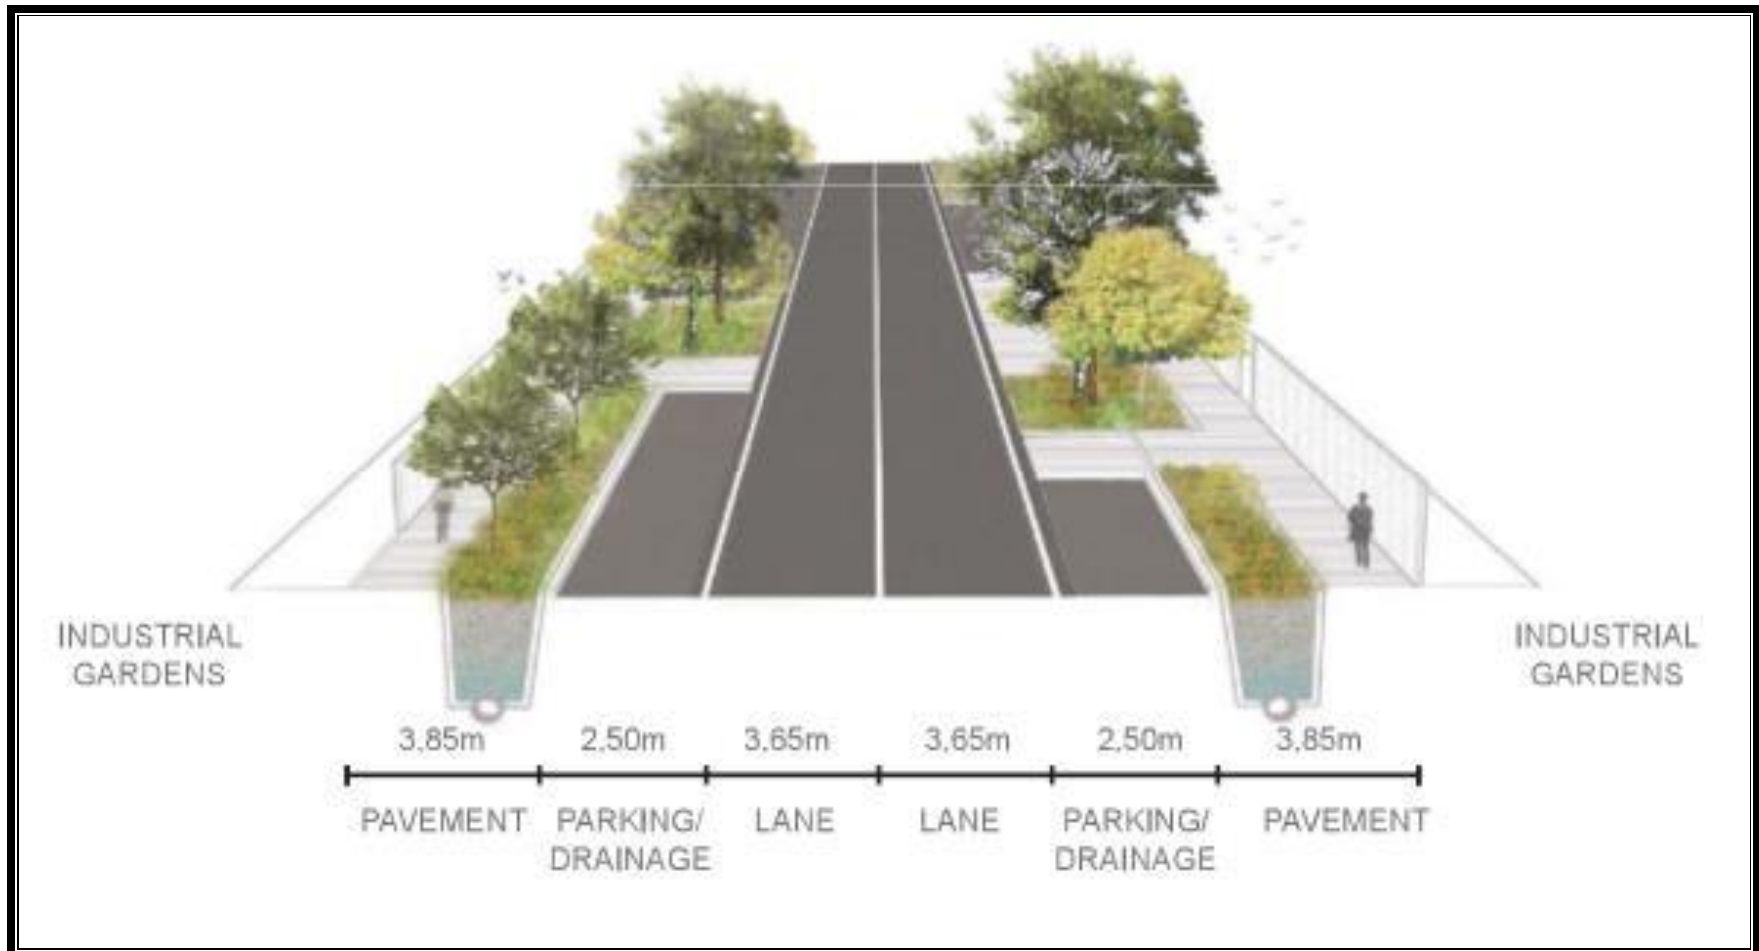 INDUSTRIAL
GARDENS
INDUSTRIAL
GARDENS
3,85m 2,50m 3,65m 3,65m 2,50m 3,85m
PAVEMENT PARKING/ LANE LANE PARKING/ PAVEMENT
DRAINAGE DRAINAGE